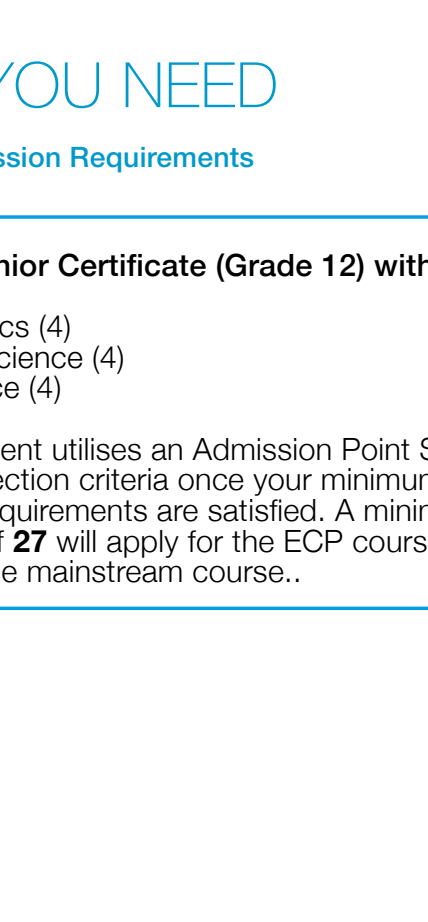 YOU NEED
ssion Requirements
nior Certificate (Grade 12) with
cs (4)
cience (4)
ce (4)
ent utilises an Admission Point S
ection criteria once your minimum
quirements are satisfied. A minim
f 27 will apply for the ECP cours
e mainstream course..